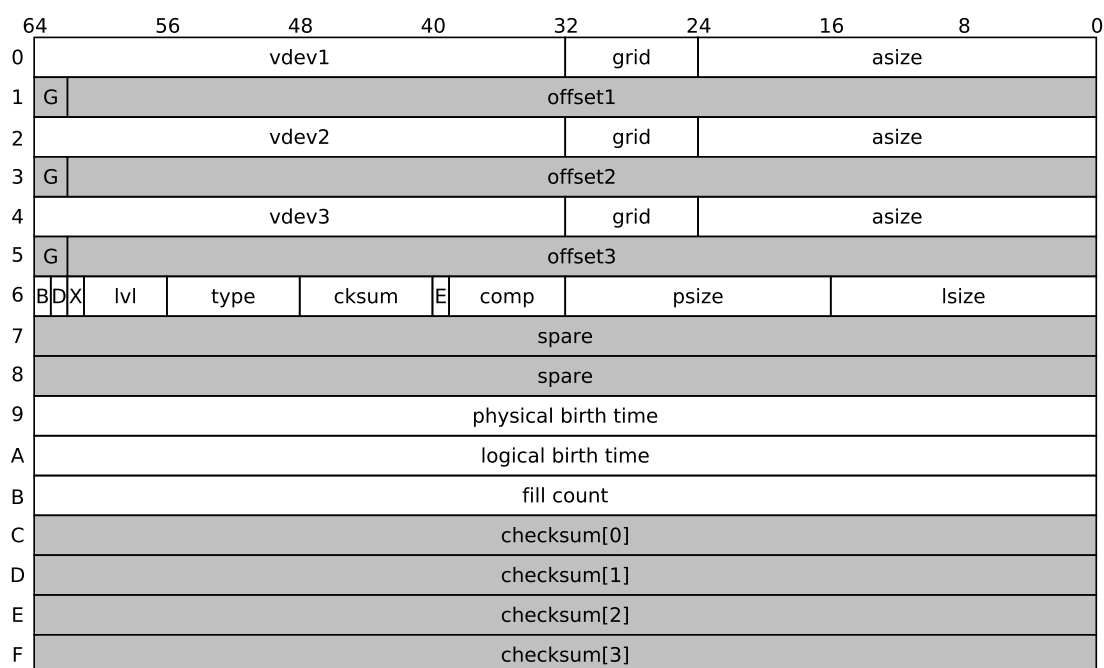 64 56 48 40 32 24 16 8 0
0 vdev1 grid asize
1 G offset1
2 vdev2 grid asize
3 G offset2
4 vdev3 grid asize
5 G offset3
6 B D X lvl type cksum E comp psize lsize
7 spare
8 spare
9 physical birth time
A logical birth time
B fill count
C checksum[0]
D checksum[1]
E checksum[2]
F checksum[3]